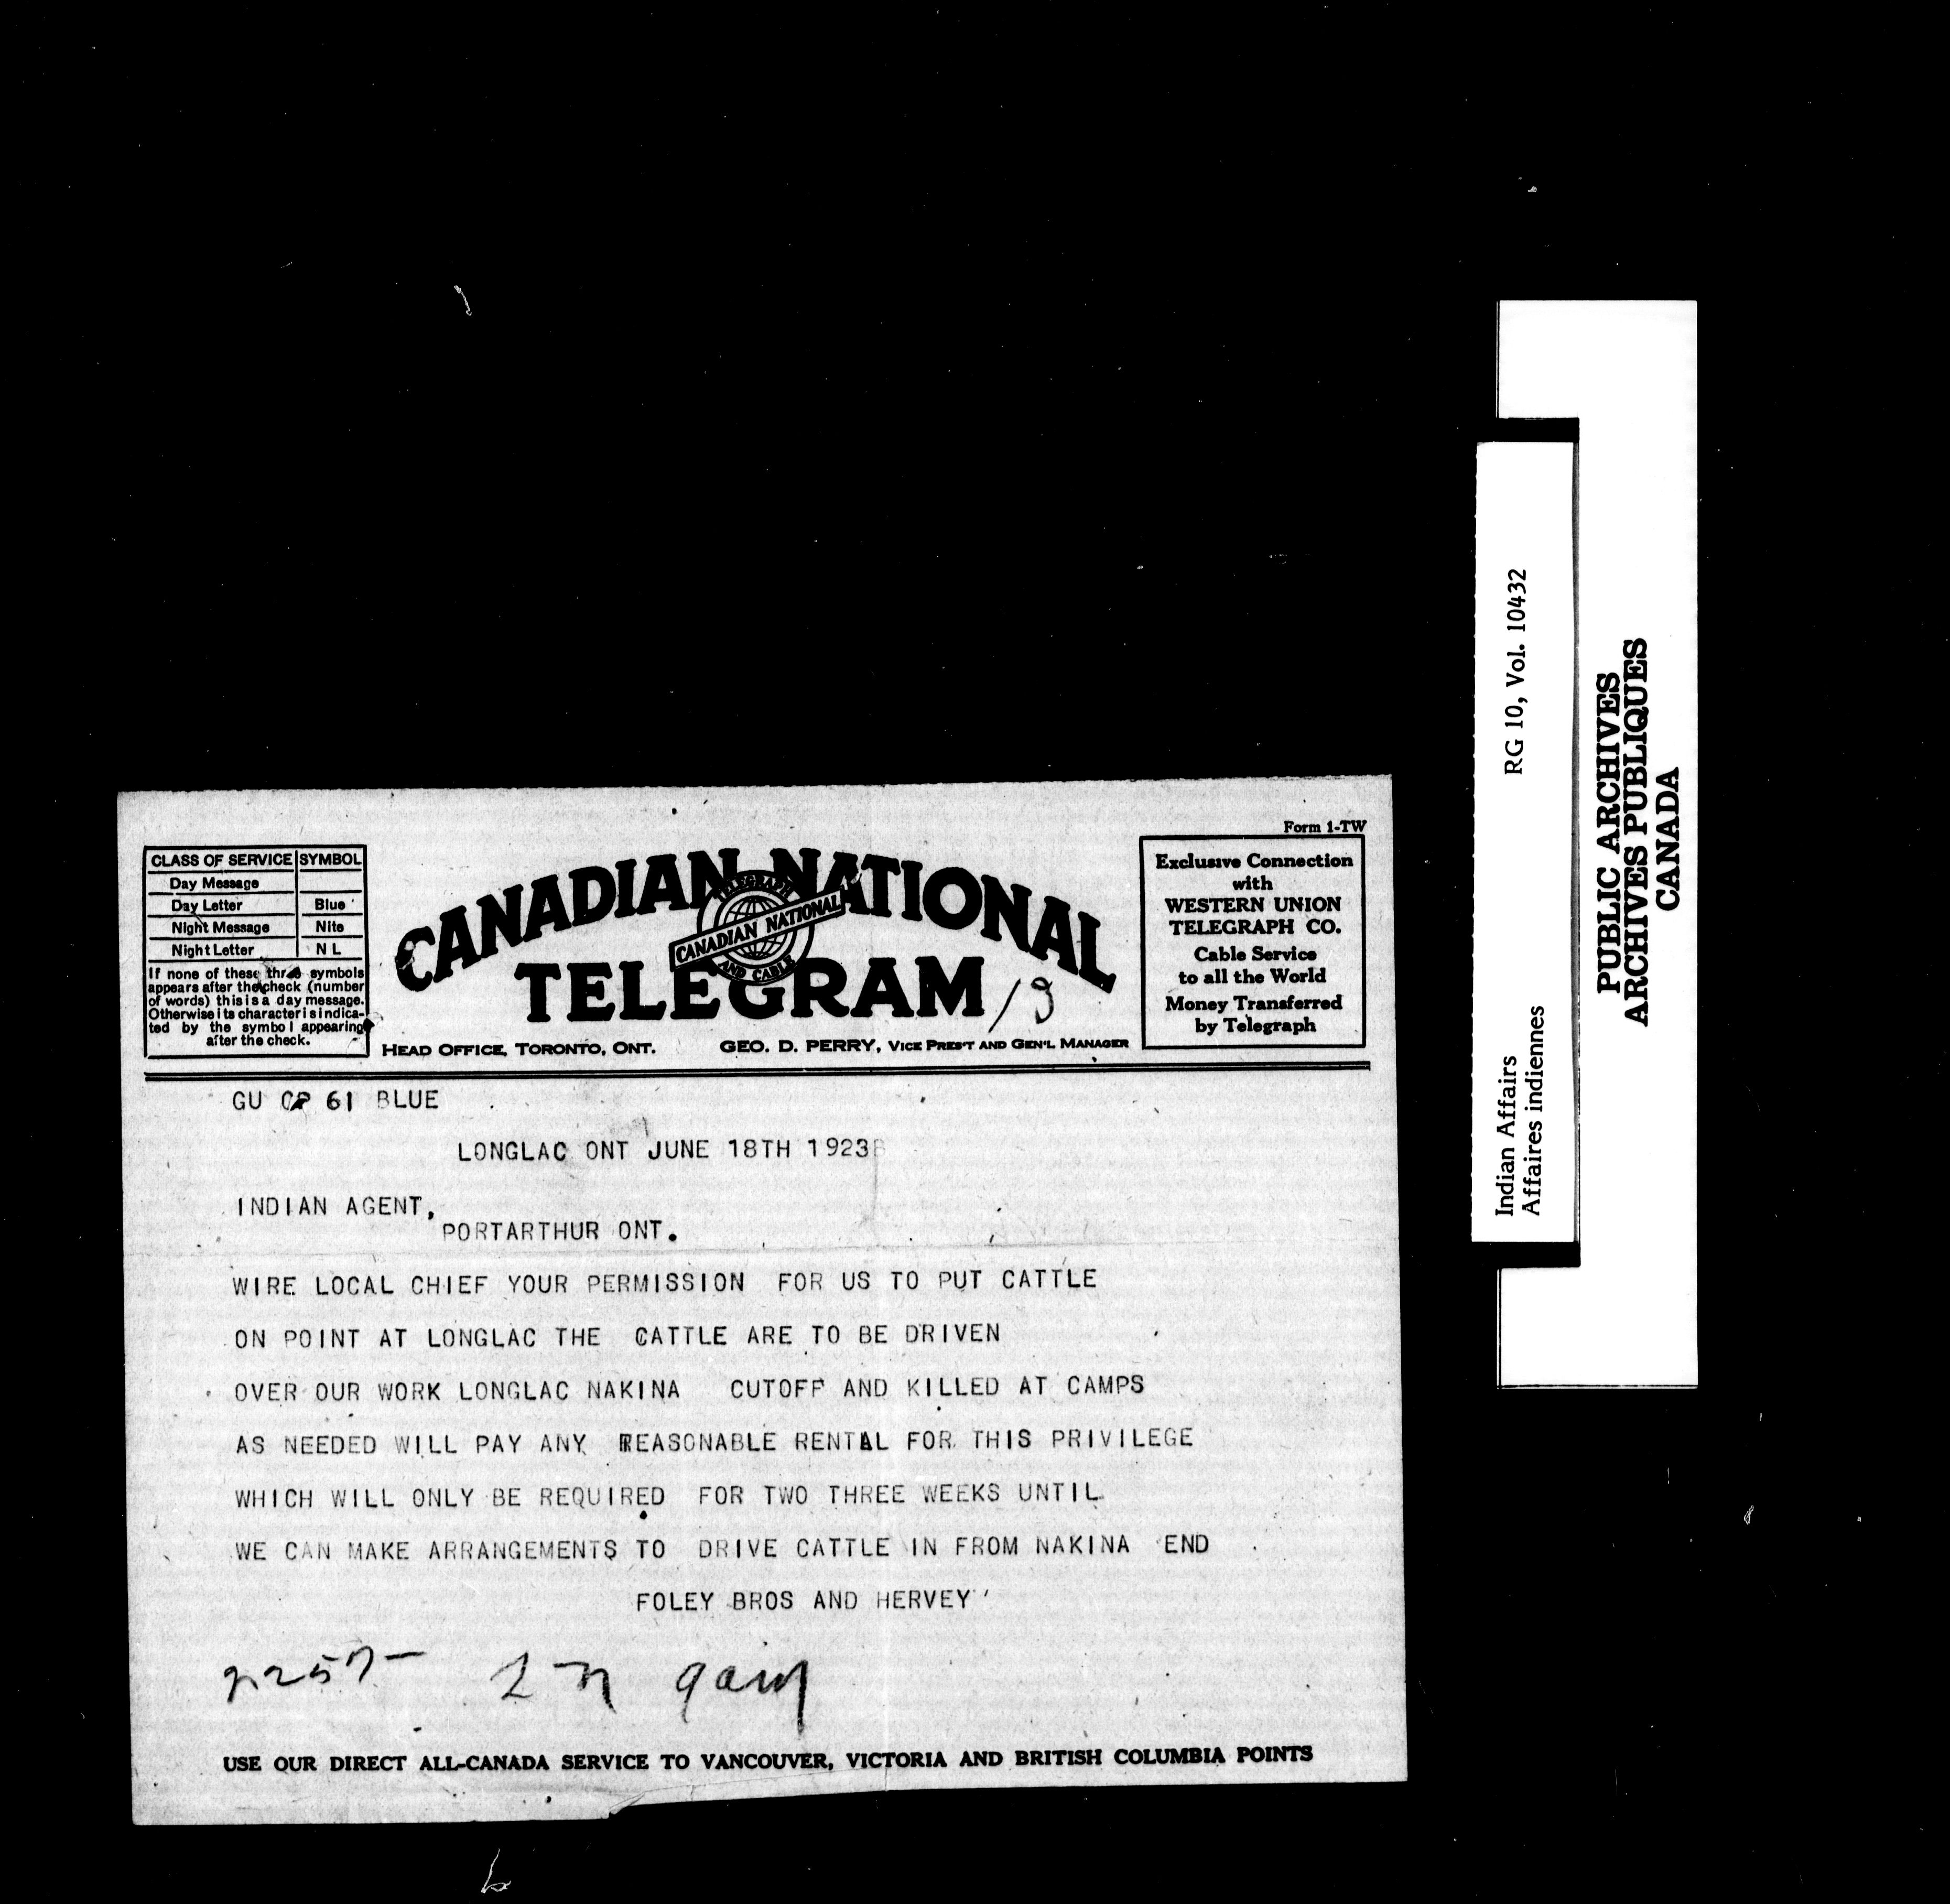 Form 1-TW
CLASS OF SERVICE SYMBOL
Day Message
Day Letter Blue
Night Message Nite
Night Letter N L
If none of these three symbols
appears after the check (number
of words) this is a day message.
Otherwise its character is indica-
ted by the symbol appearing
after the check.
CANADIAN NATIONAL
TELEGRAPH
CANADIAN NATIONAL
AND CABLE
TELEGRAM
HEAD OFFICE, TORONTO, ONT. GEO. D. PERRY, VICE PRES'T AND GEN'L MANAGER
Exclusive Connection
with
WESTERN UNION
TELEGRAPH CO.
Cable Service
to all the World
Money Transferred
by Telegraph
GU 61 BLUE
LONGLAC ONT JUNE 18TH 1923
INDIAN AGENT,
PORTARTHUR ONT.
WIRE LOCAL CHIEF YOUR PERMISSION FOR US TO PUT CATTLE
ON POINT AT LONGLAC THE CATTLE ARE TO BE DRIVEN
OVER OUR WORK LONGLAC NAKINA CUTOFF AND KILLED AT CAMPS
AS NEEDED WILL PAY ANY REASONABLE RENTAL FOR THIS PRIVILEGE
WHICH WILL ONLY BE REQUIRED FOR TWO THREE WEEKS UNTIL
WE CAN MAKE ARRANGEMENTS TO DRIVE CATTLE IN FROM NAKINA END
FOLEY BROS AND HERVEY
USE OUR DIRECT ALL-CANADA SERVICE TO VANCOUVER, VICTORIA AND BRITISH COLUMBIA POINTS
Indian Affairs RG 10, Vol. 10432
Affaires indiennes
PUBLIC ARCHIVES
ARCHIVES PUBLIQUES
CANADA